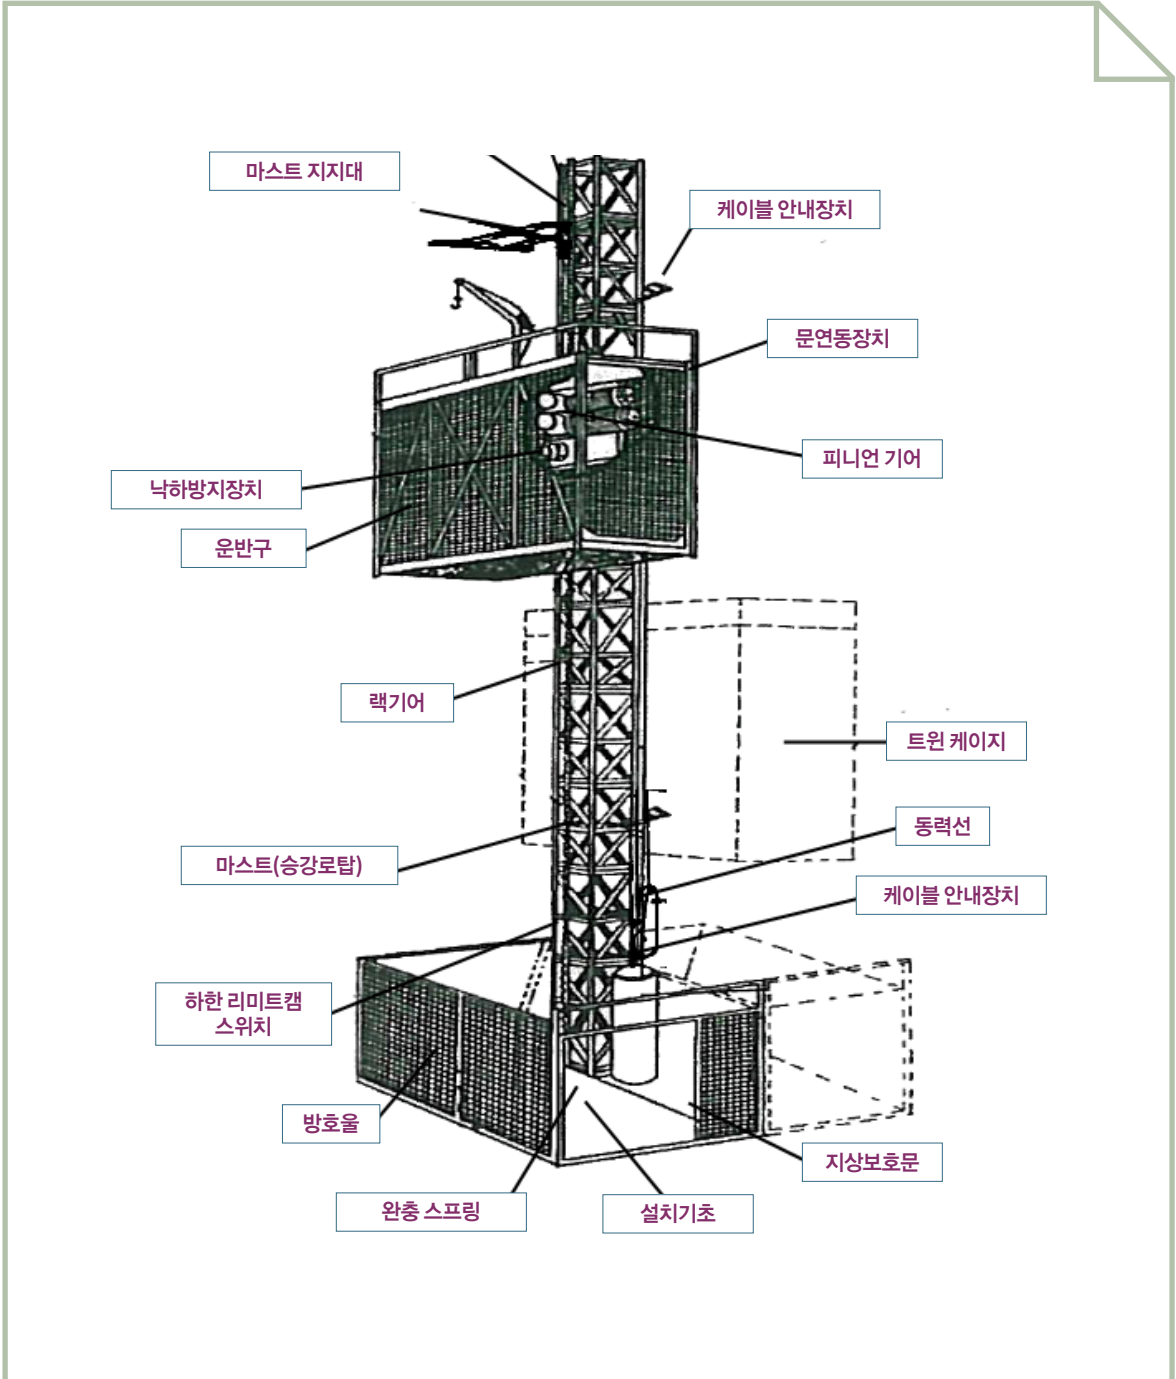 마스트 지지대
케이블 안내장치
문연동장치
피니언 기어
낙하방지장치
운반구
랙기어
트윈 케이지
동력선
마스트(승강로탑)
케이블 안내장치
하한 리미트캠
스위치
방호울
지상보호문
완충 스프링
설치기초